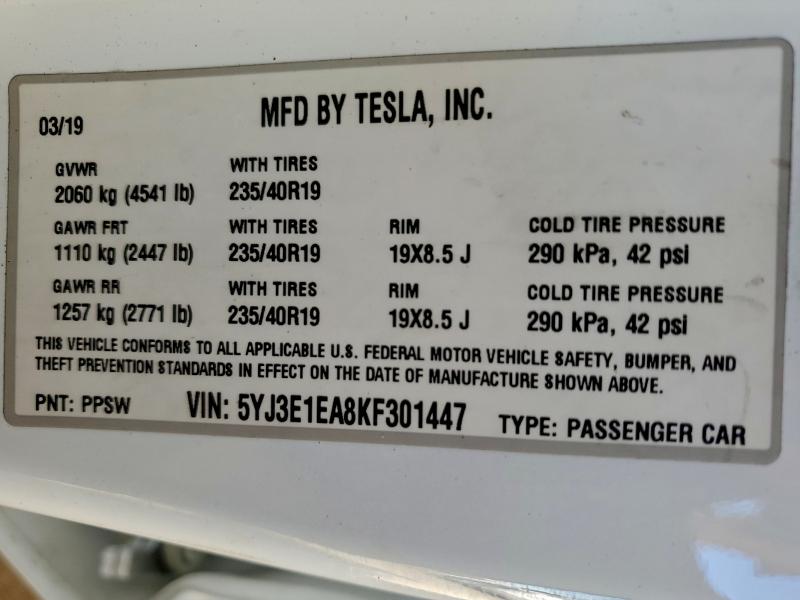 MFD BY TESLA, INC.
03/19
GVWR WITH TIRES
2060 kg (4541 lb) 235/40R19
GAWR FRT WITH TIRES RIM COLD TIRE PRESSURE
1110 kg (2447 lb) 235/40R19 19X8.5 J 290 kPa, 42 psi
GAWR RR WITH TIRES RIM COLD TIRE PRESSURE
1257 kg (2771 lb) 235/40R19 19X8.5 J 290 kPa, 42 psi
THIS VEHICLE CONFORMS TO ALL APPLICABLE U.S. FEDERAL MOTOR VEHICLE SAFETY, BUMPER, AND
THEFT PREVENTION STANDARDS IN EFFECT ON THE DATE OF MANUFACTURE SHOWN ABOVE.
PNT: PPSW VIN: 5YJ3E1EA8KF301447 TYPE: PASSENGER CAR